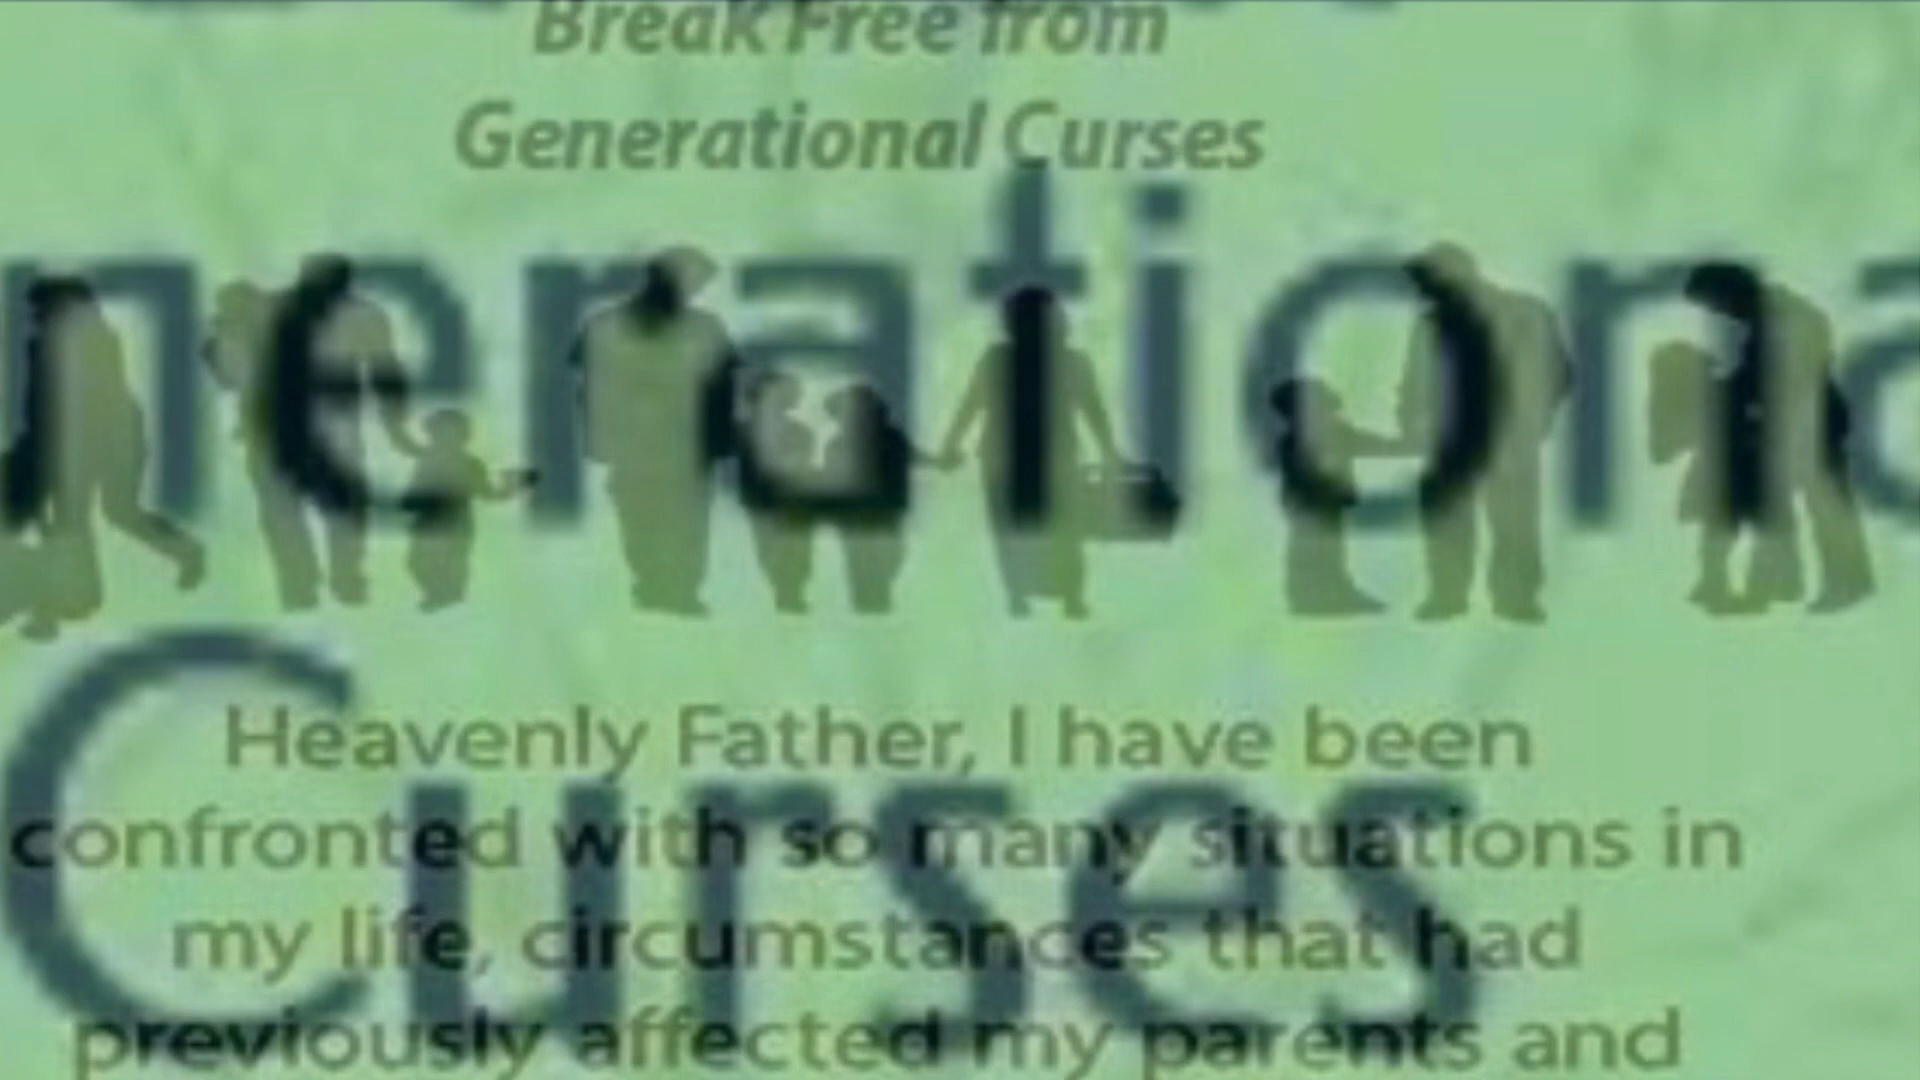 Break Free from
Generational Curses
nerationa
Curses
Heavenly Father, I have been
confronted with so many situations in
my life, circumstances that had
previously affected my parents and